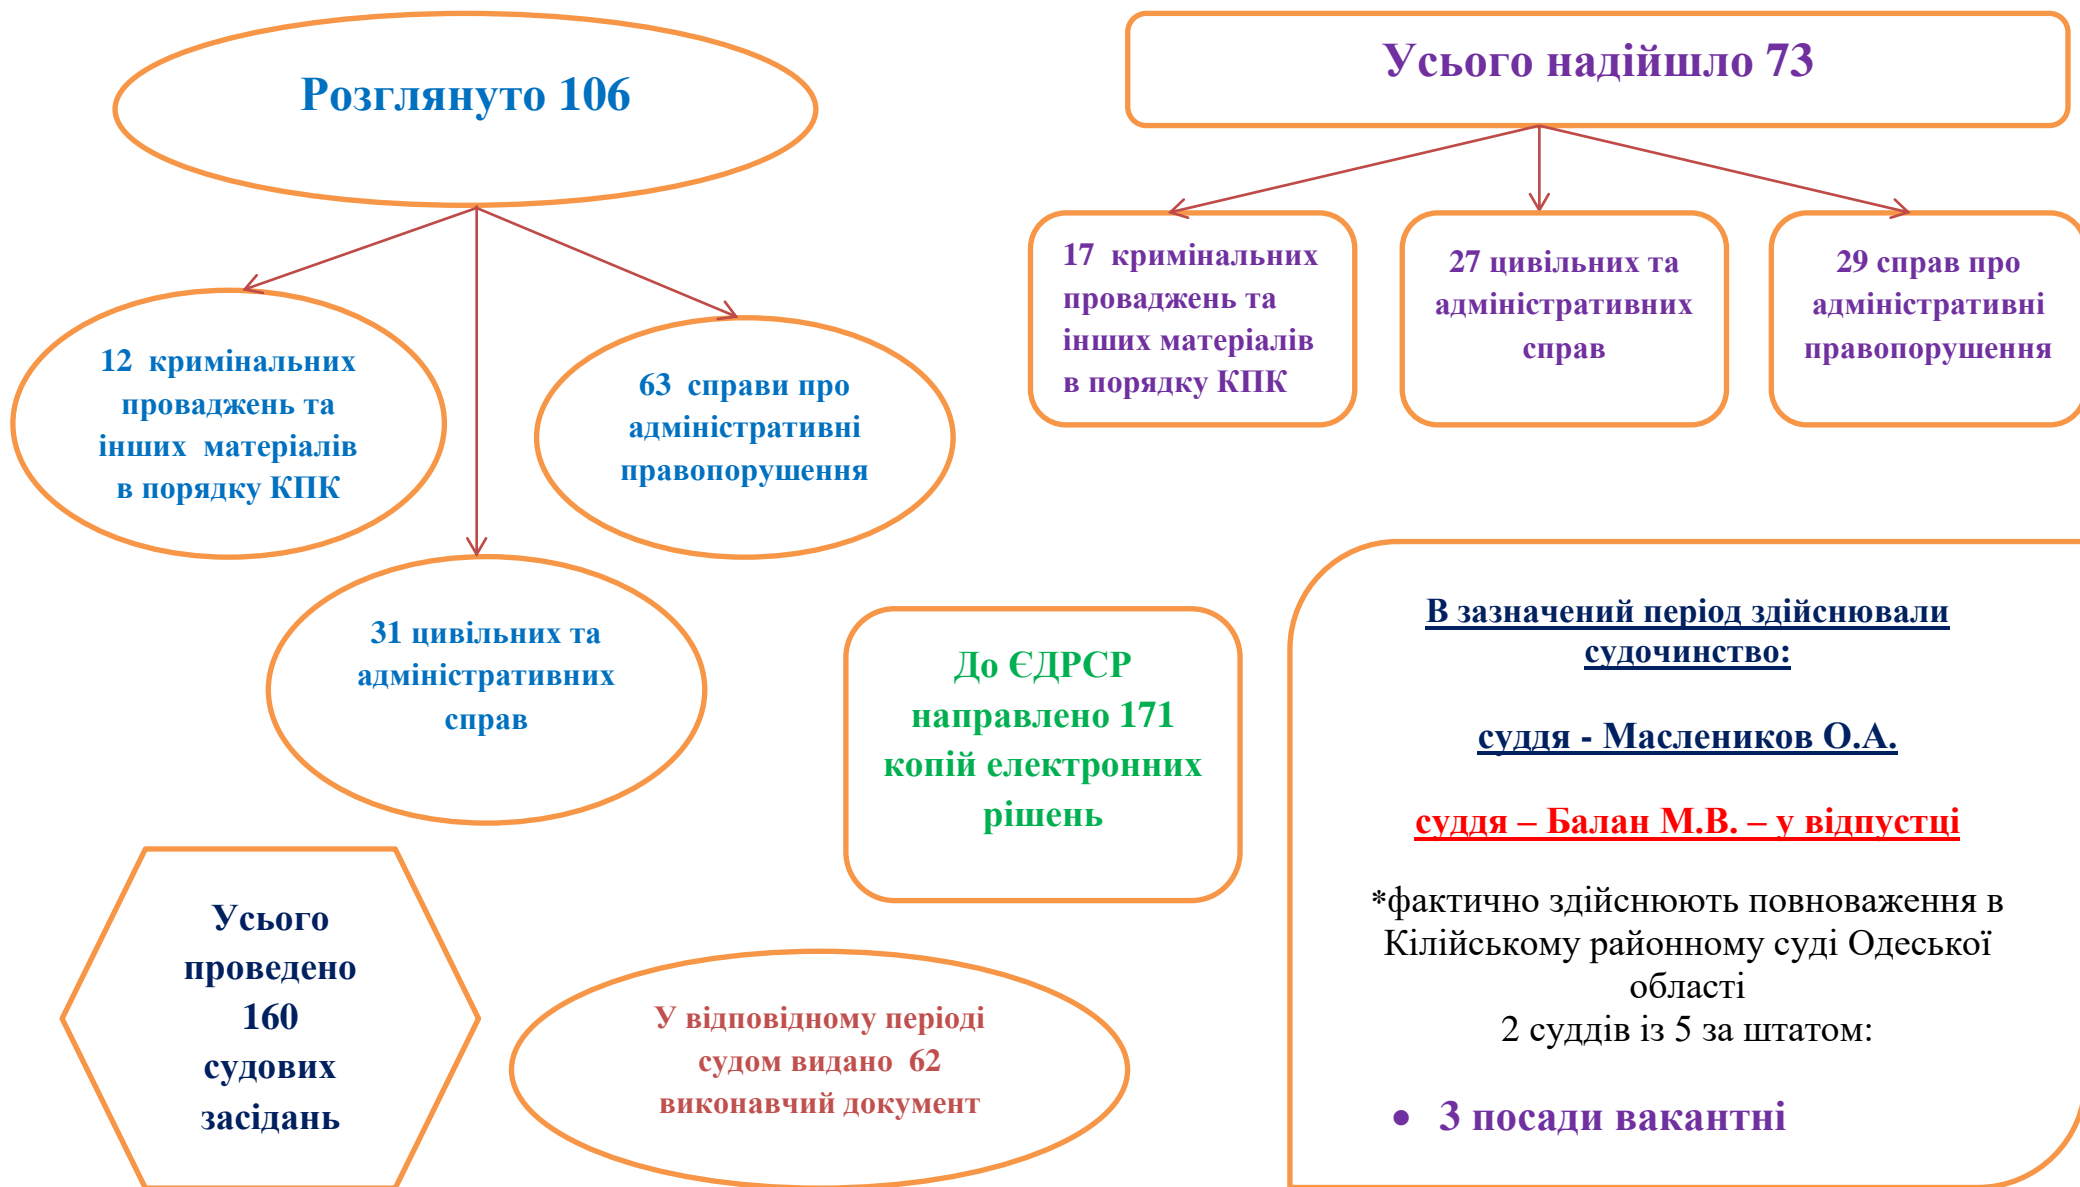 Розглянуто 106
12 кримінальних
проваджень та
інших матеріалів
в порядку КПК
63 справи про
адміністративні
правопорушення
31 цивільних та
адміністративних
справ
Усього надійшло 73
17 кримінальних
проваджень та
інших матеріалів
в порядку КПК
27 цивільних та
адміністративних
справ
29 справ про
адміністративні
правопорушення
До ЄДРСР
направлено 171
копій електронних
рішень
В зазначений період здійснювали
судочинство:
суддя - Маслеников О.А.
суддя – Балан М.В. – у відпустці
*фактично здійснюють повноваження в
Кілійському районному суді Одеської
області
2 суддів із 5 за штатом:
• 3 посади вакантні
Усього
проведено
160
судових
засідань
У відповідному періоді
судом видано 62
виконавчий документ